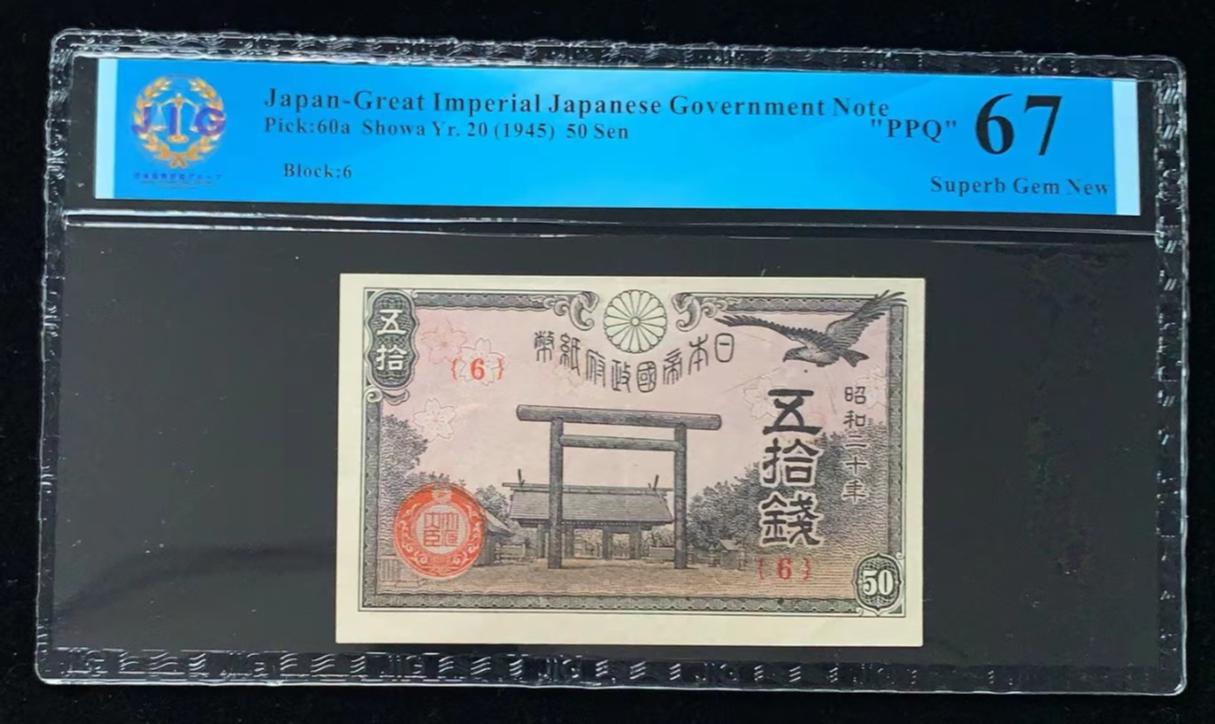 JIG
Japan-Great Imperial Japanese Government Note
Pick:60a Showa Yr. 20 (1945) 50 Sen
Block:6
"PPQ" 67
Superb Gem New
五拾
日本帝國政府紙幣
{6}
昭和二十年
五拾錢
{6}
50